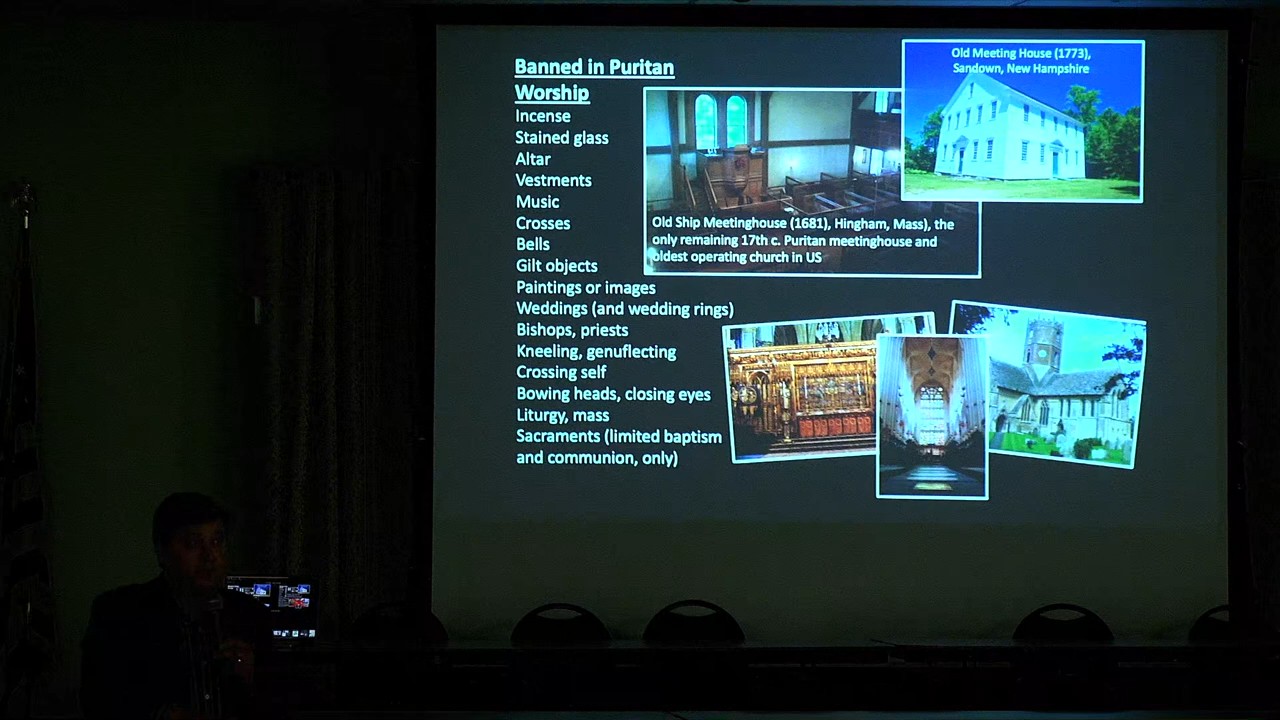 Banned in Puritan
Worship
Incense
Stained glass
Altar
Vestments
Music
Crosses
Bells
Gilt objects
Paintings or images
Weddings (and wedding rings)
Bishops, priests
Kneeling, genuflecting
Crossing self
Bowing heads, closing eyes
Liturgy, mass
Sacraments (limited baptism
and communion, only)
Old Meeting House (1773),
Sandown, New Hampshire
Old Ship Meetinghouse (1681), Hingham, Mass), the
only remaining 17th c. Puritan meetinghouse and
oldest operating church in US